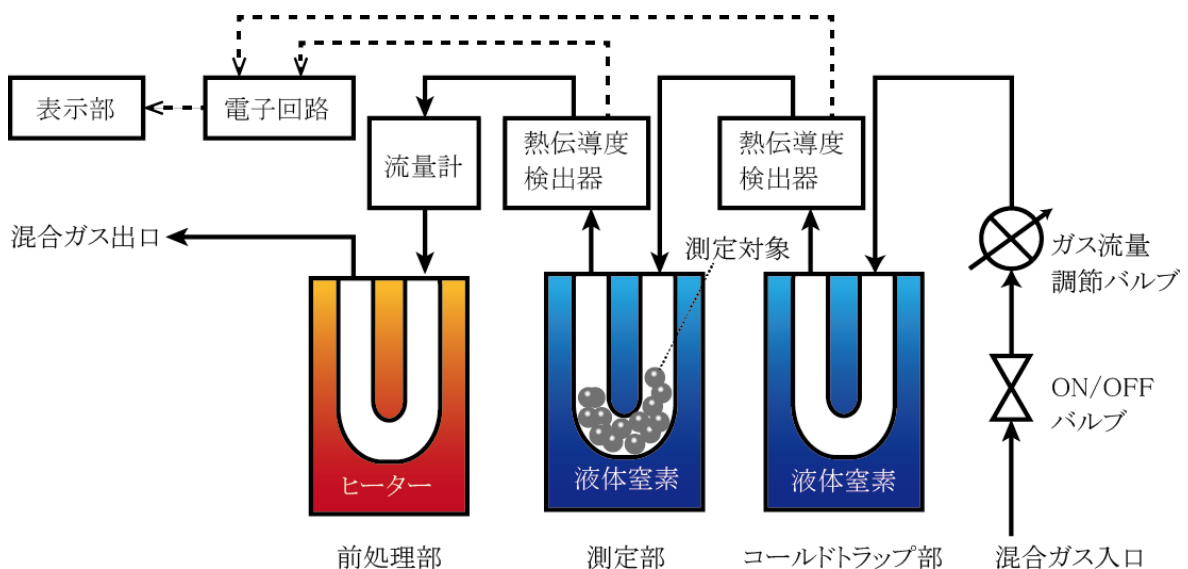 表示部
電子回路
流量計
熱伝導度
検出器
熱伝導度
検出器
混合ガス出口
測定対象
ガス流量
調節バルブ
ON/OFF
バルブ
ヒーター
液体窒素
液体窒素
前処理部
測定部
コールドトラップ部
混合ガス入口